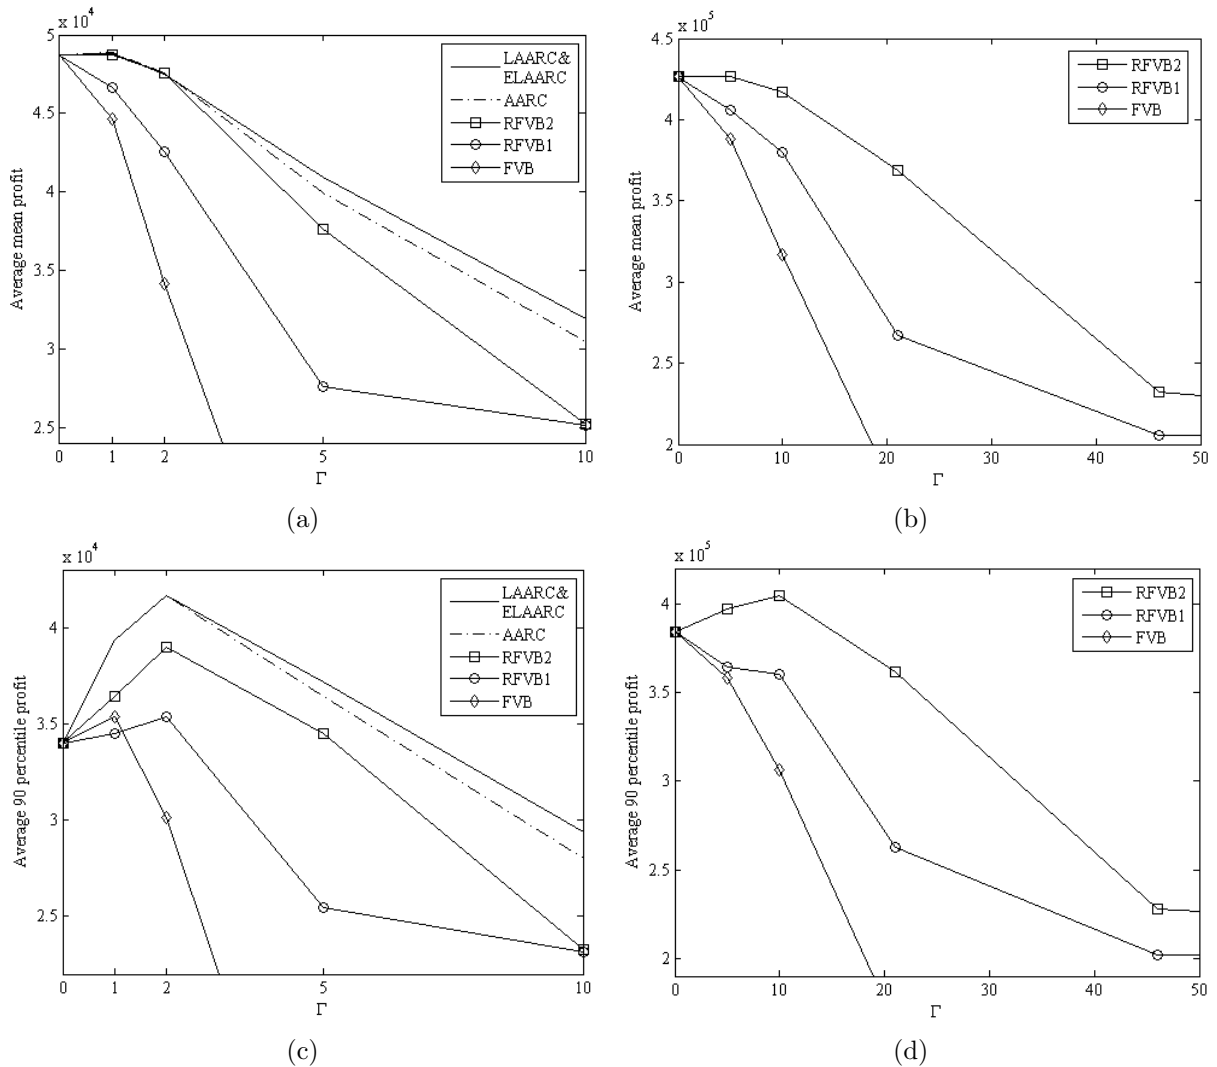 x 10^4
5
4.5
4
3.5
3
2.5
0 1 2 5 10
Average mean profit
Γ
LAARC&
ELAARC
AARC
RFVB2
RFVB1
FVB
(a)
x 10^5
4.5
4
3.5
3
2.5
2
0 10 20 30 40 50
Average mean profit
Γ
RFVB2
RFVB1
FVB
(b)
x 10^4
4
3.5
3
2.5
0 1 2 5 10
Average 90 percentile profit
Γ
LAARC&
ELAARC
AARC
RFVB2
RFVB1
FVB
(c)
x 10^5
4
3.5
3
2.5
2
0 10 20 30 40 50
Average 90 percentile profit
Γ
RFVB2
RFVB1
FVB
(d)